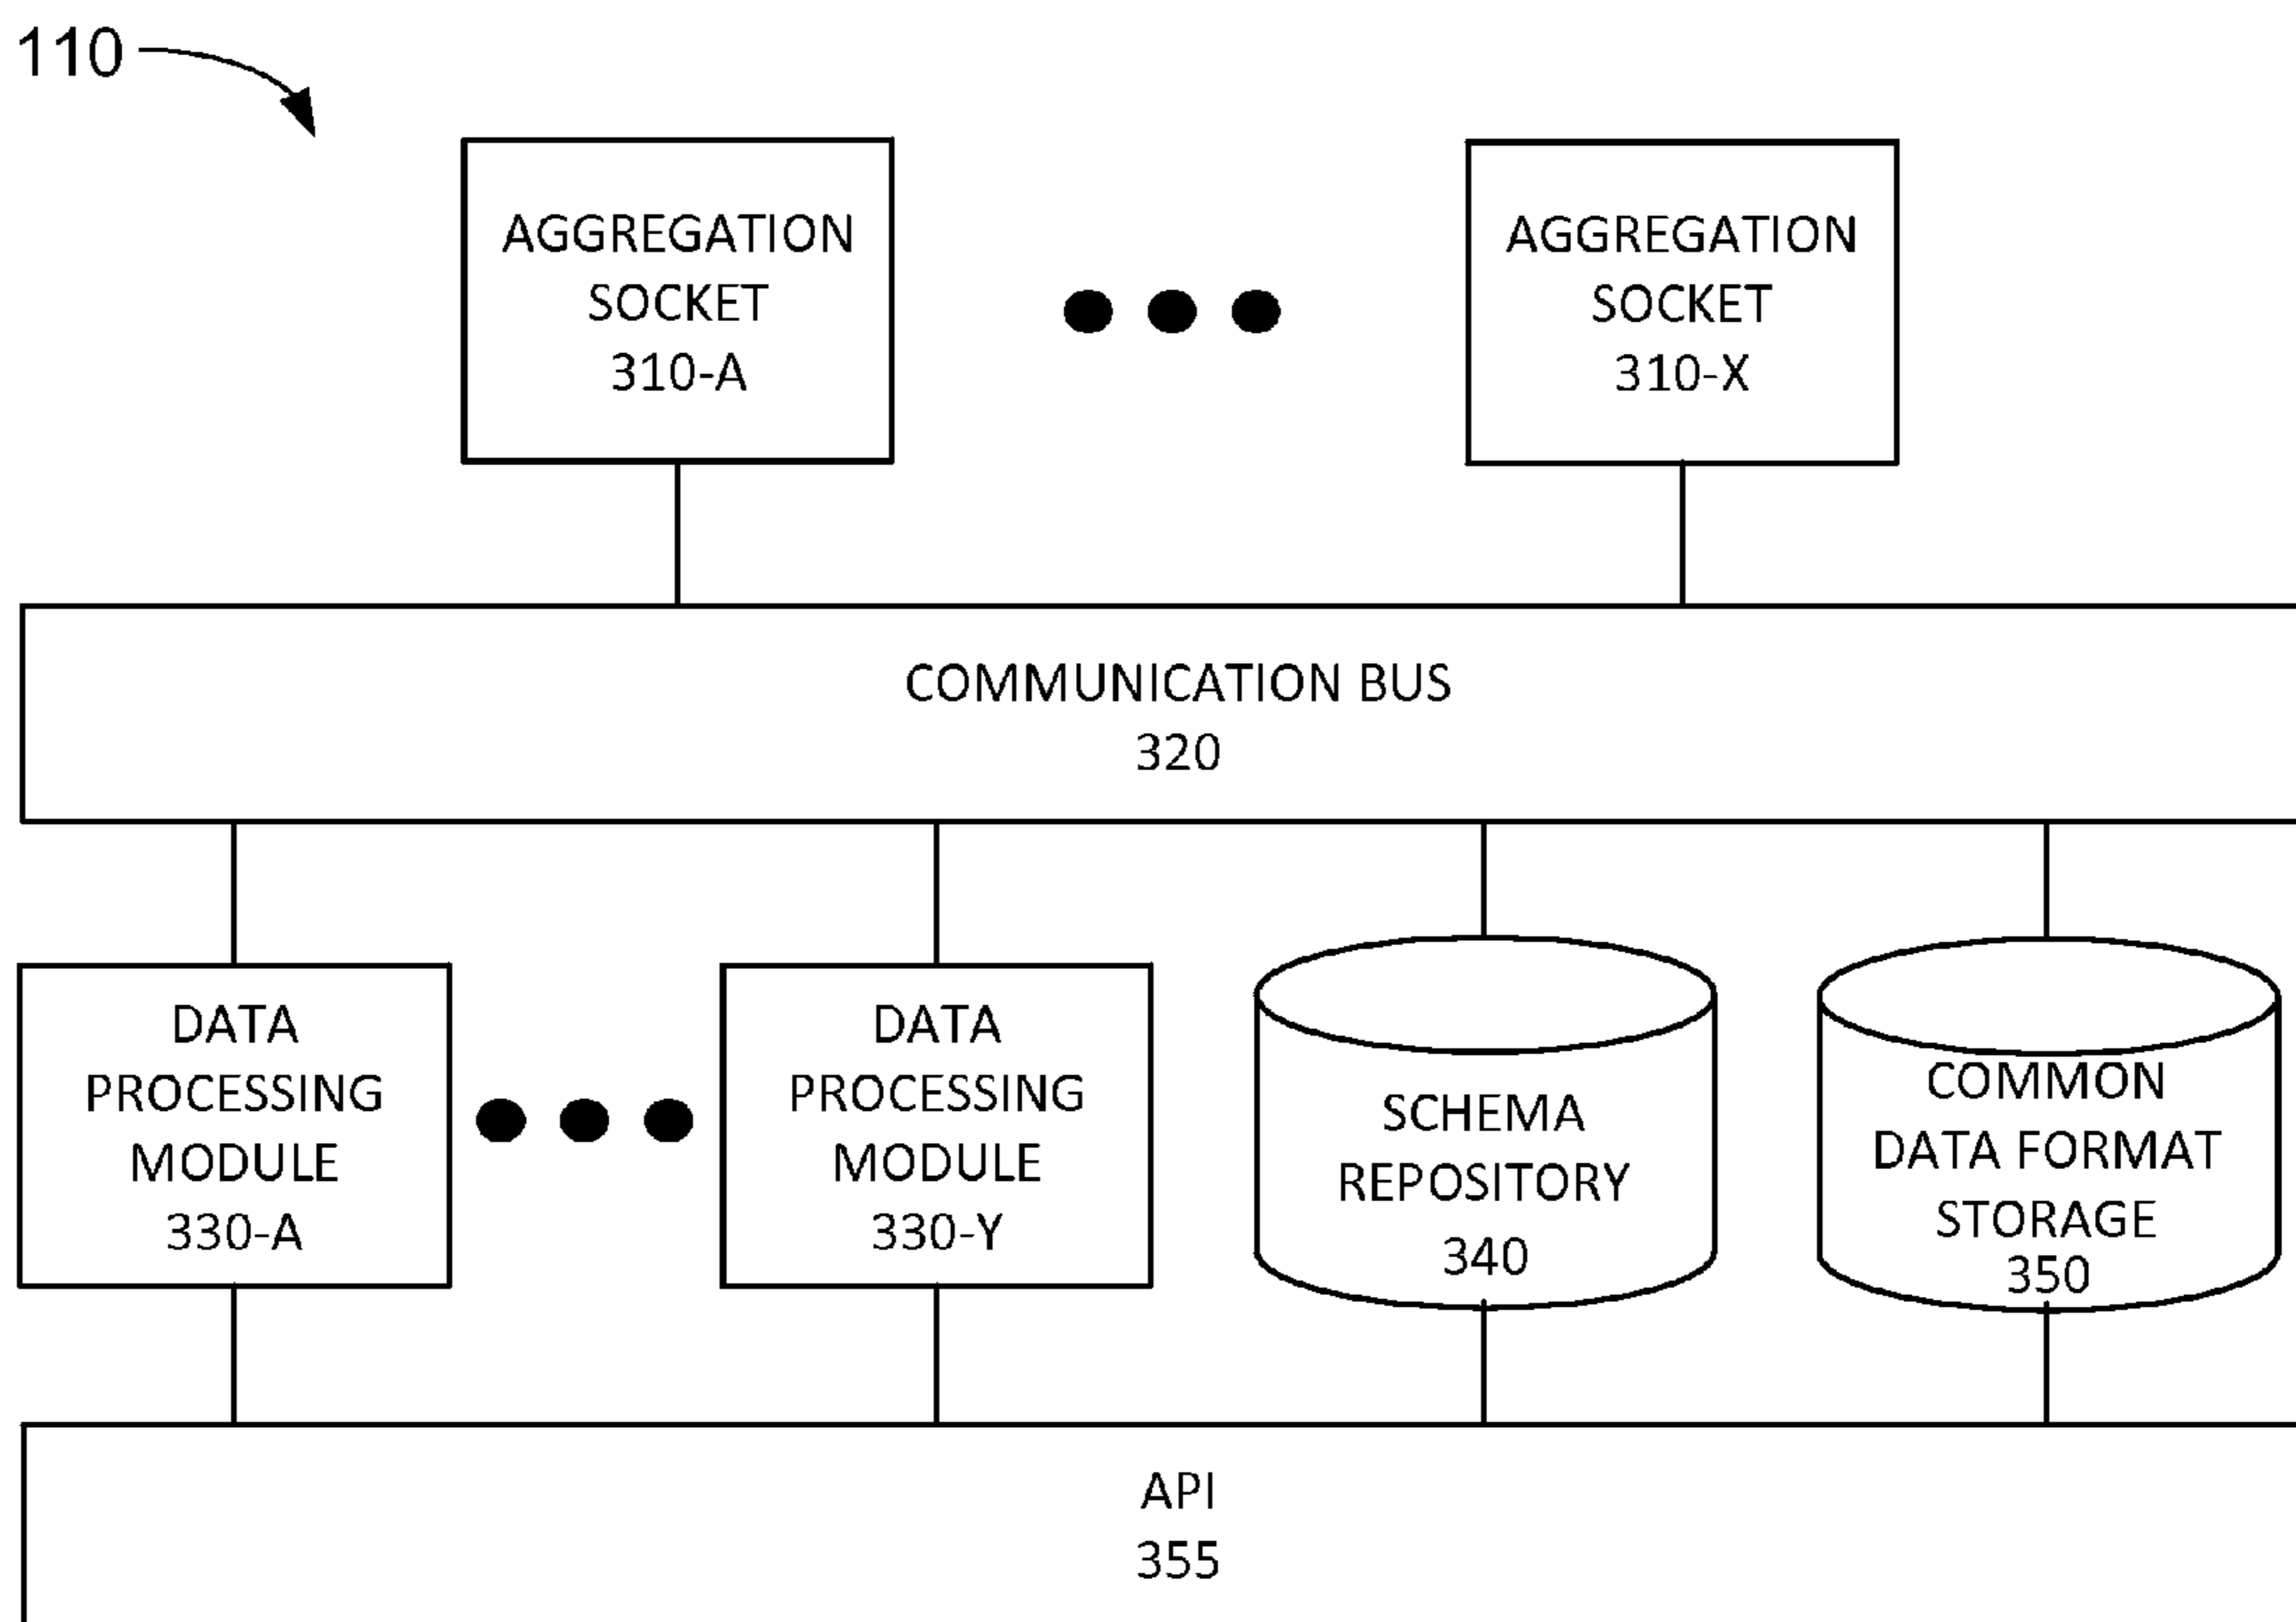 110
AGGREGATION
SOCKET
310-A
AGGREGATION
SOCKET
310-X
COMMUNICATION BUS
320
DATA
PROCESSING
MODULE
330-A
DATA
PROCESSING
MODULE
330-Y
SCHEMA
REPOSITORY
340
COMMON
DATA FORMAT
STORAGE
350
API
355